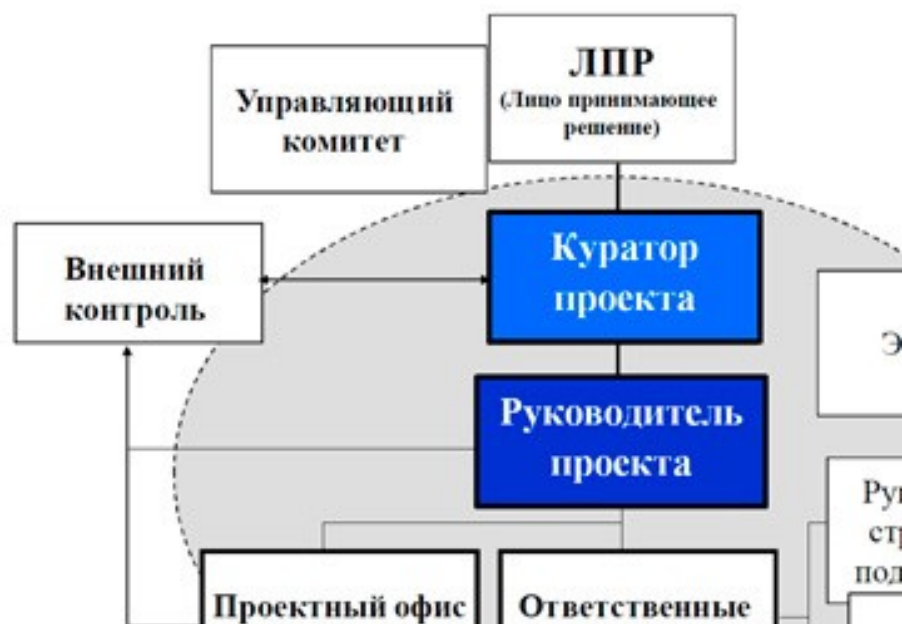 ЛПР
(Лицо принимающее
решение)
Управляющий
комитет
Куратор
проекта
Внешний
контроль
Руководитель
проекта
Проектный офис
Ответственные